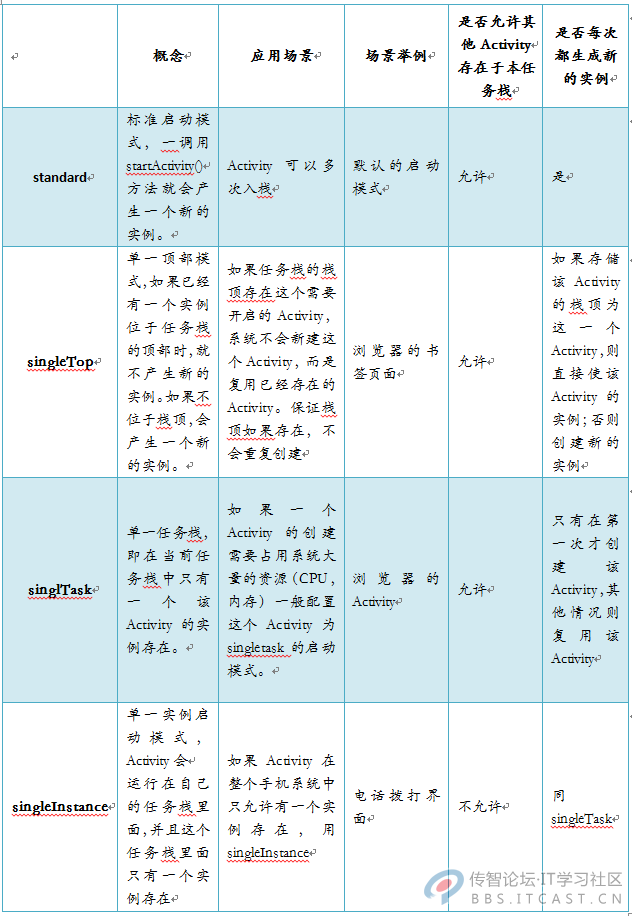 概念
应用场景
场景举例
是否允许其
他 Activity
存在于本任
务栈
是否每次
都生成新
的实例
standard
标准启动模
式，一调用
startActivity()
方法就会产
生一个新的
实例。
Activity 可以多
次入栈
默认的启动
模式
允许
是
singleTop
单一顶部模
式,如果已经
有一个实例
位于任务栈
的顶部时,就
不产生新的
实例。如果不
位于栈顶,会
产生一个新
的实例。
如果任务栈的栈
顶存在这个需要
开启的 Activity，
系统不会新建这
个 Activity，而是
复用已经存在的
Activity。保证栈
顶如果存在，不
会重复创建
浏览器的书
签页面
允许
如果存储
该 Activity
的栈顶为
这一个
Activity,则
直接使该
Activity 的
实例；否则
创建新的
实例
singlTask
单一任务栈,
即在当前任
务栈中只有
一个该
Activity 的实
例存在。
如果一个
Activity 的创建
需要占用系统大
量的资源（CPU，
内存）一般配置
这个 Activity 为
singletask 的启动
模式。
浏览器的
Activity
允许
只有在第
一次才创
建该
Activity,其
他情况则
复用该
Activity
singleInstance
单一实例启
动模式，
Activity 会
运行在自己
的任务栈里
面,并且这个
任务栈里面
只有一个实
例存在
如果 Activity 在
整个手机系统中
只允许有一个实
例存在，用
singleInstance
电话拨打界
面
不允许
同
singleTask
传智论坛·IT学习社区
BBS.ITCAST.CN